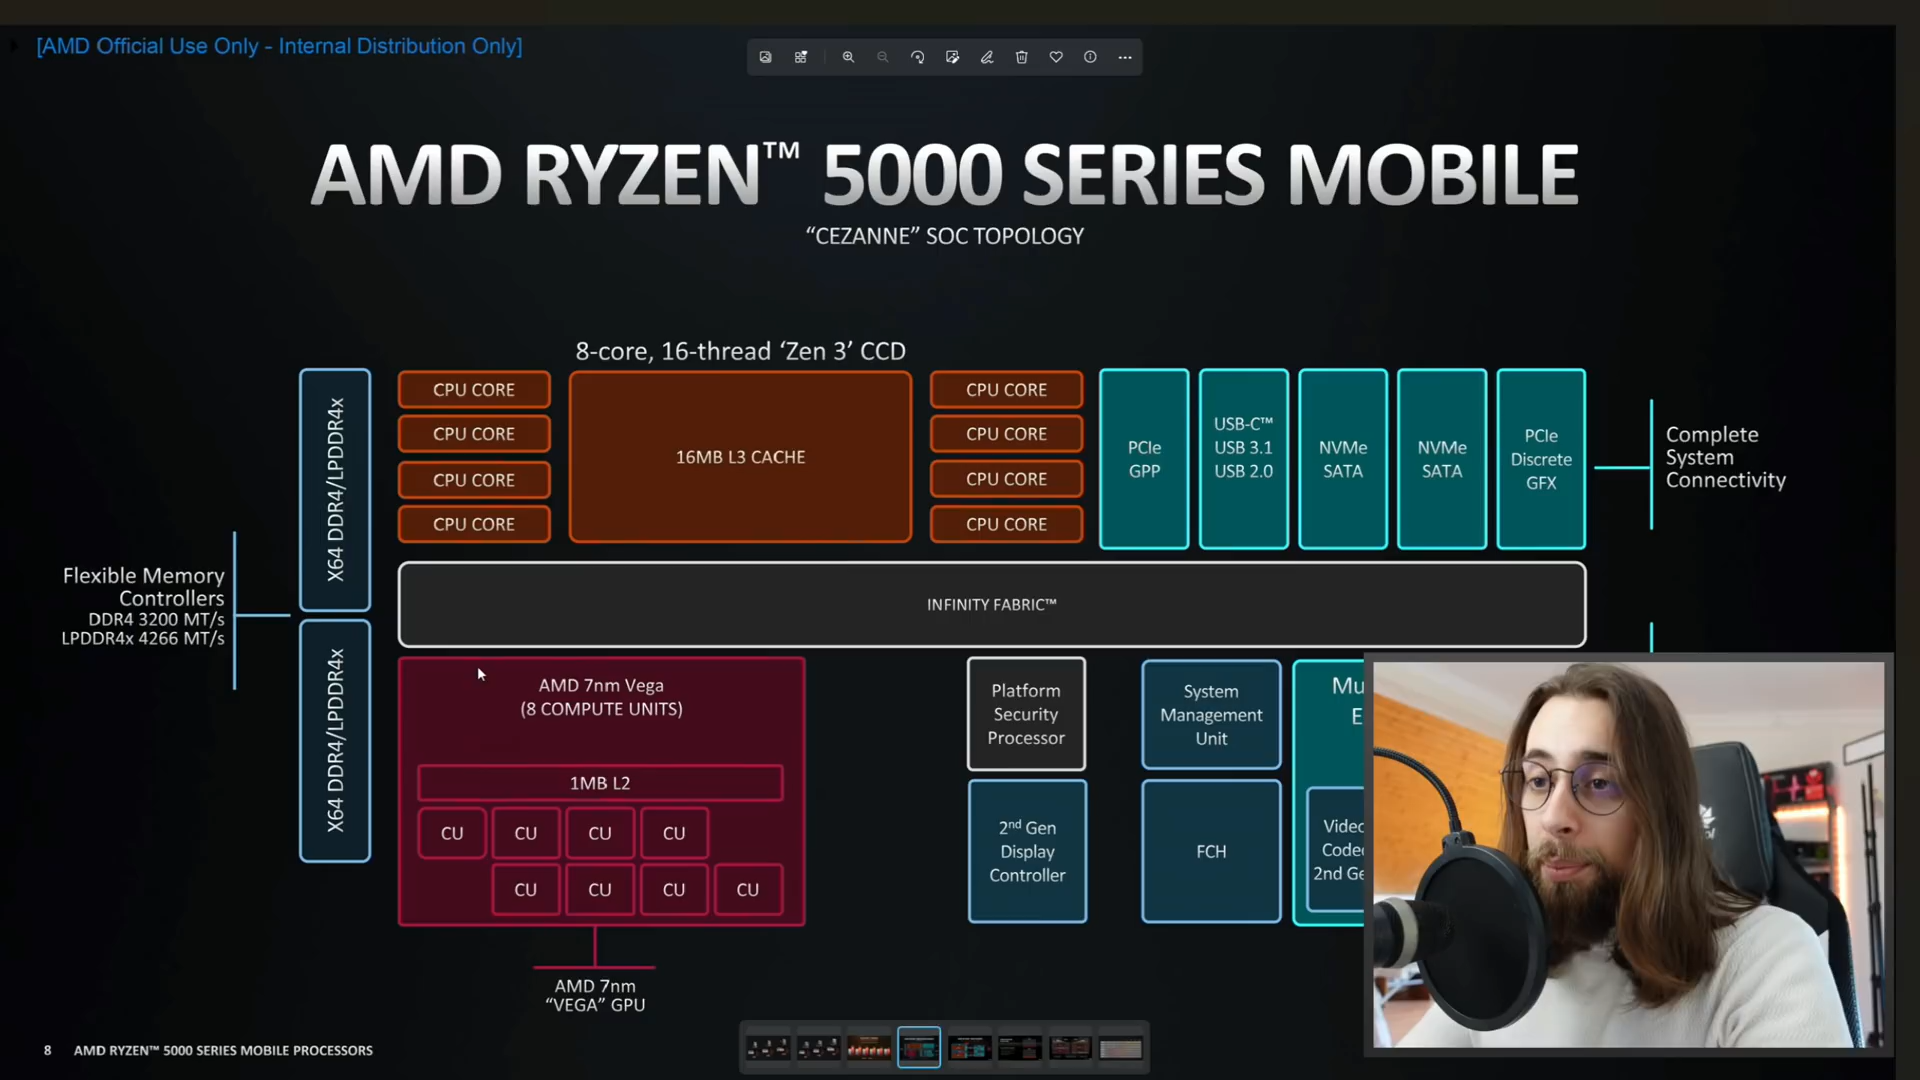 [AMD Official Use Only - Internal Distribution Only]
AMD RYZEN™ 5000 SERIES MOBILE
“CEZANNE” SOC TOPOLOGY
8-core, 16-thread ‘Zen 3’ CCD
X64 DDR4/LPDDR4x
X64 DDR4/LPDDR4x
Flexible Memory
Controllers
DDR4 3200 MT/s
LPDDR4x 4266 MT/s
CPU CORE
CPU CORE
CPU CORE
CPU CORE
16MB L3 CACHE
CPU CORE
CPU CORE
CPU CORE
CPU CORE
PCIe
GPP
USB-C™
USB 3.1
USB 2.0
NVMe
SATA
NVMe
SATA
PCIe
Discrete
GFX
Complete
System
Connectivity
INFINITY FABRIC™
AMD 7nm Vega
(8 COMPUTE UNITS)
1MB L2
CU CU CU CU
CU CU CU CU
AMD 7nm
“VEGA” GPU
Platform
Security
Processor
2nd Gen
Display
Controller
System
Management
Unit
FCH
Mu
E
Video
Codec
2nd Ge
8 AMD RYZEN™ 5000 SERIES MOBILE PROCESSORS